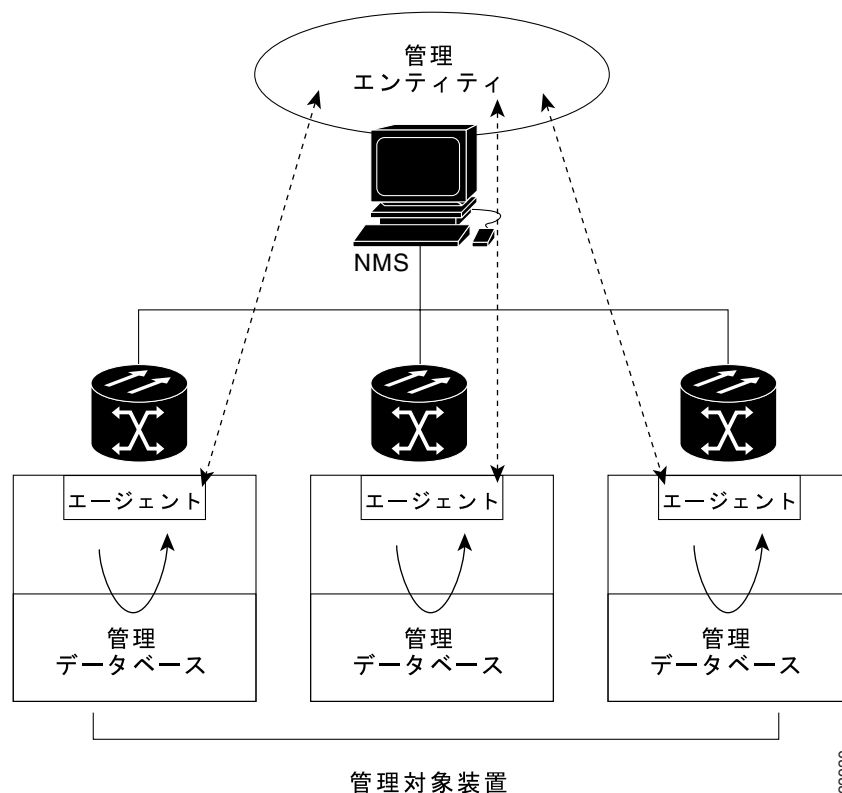 管理
エンティティ
NMS
エージェント
エージェント
エージェント
管理
データベース
管理
データベース
管理
データベース
管理対象装置